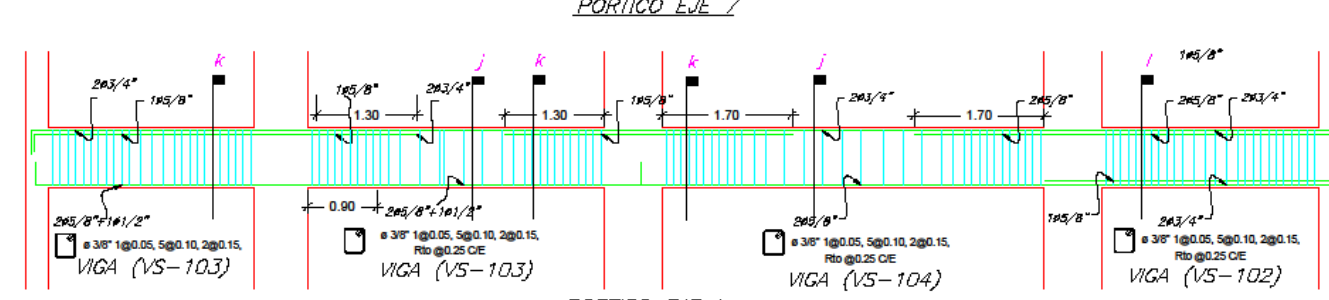 PORTICO EJE 7
k
j
k
k
j
1ø5/8"
2ø3/4"
1ø5/8"
1ø5/8"
2ø3/4"
1ø5/8"
2ø3/4"
2ø5/8"
2ø5/8"
2ø3/4"
1.30
1.30
1.70
1.70
0.90
2ø5/8"+1ø1/2"
2ø5/8"+1ø1/2"
2ø5/8"
1ø5/8"
2ø3/4"
ø 3/8" 1@0.05, 5@0.10, 2@0.15,
Rto @0.25 C/E
VIGA (VS-103)
ø 3/8" 1@0.05, 5@0.10, 2@0.15,
Rto @0.25 C/E
VIGA (VS-103)
ø 3/8" 1@0.05, 5@0.10, 2@0.15,
Rto @0.25 C/E
VIGA (VS-104)
ø 3/8" 1@0.05, 5@0.10, 2@0.15,
Rto @0.25 C/E
VIGA (VS-102)